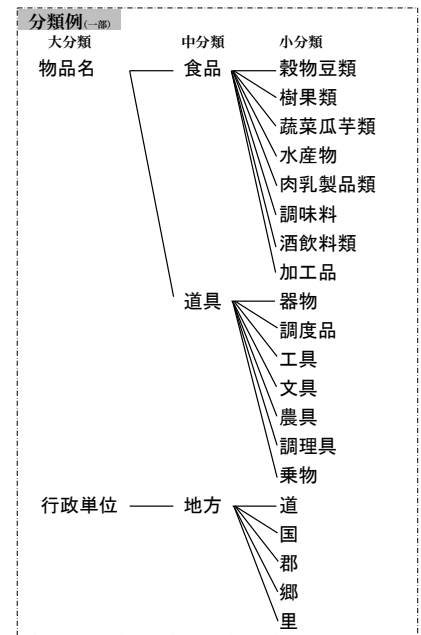 分類例(一部)
大分類 中分類 小分類
物品名 食品 穀物豆類
樹果類
蔬菜瓜芋類
水産物
肉乳製品類
調味料
酒飲料類
加工品
道具 器物
調度品
工具
文具
農具
調理具
乗物
行政単位 地方 道
国
郡
郷
里